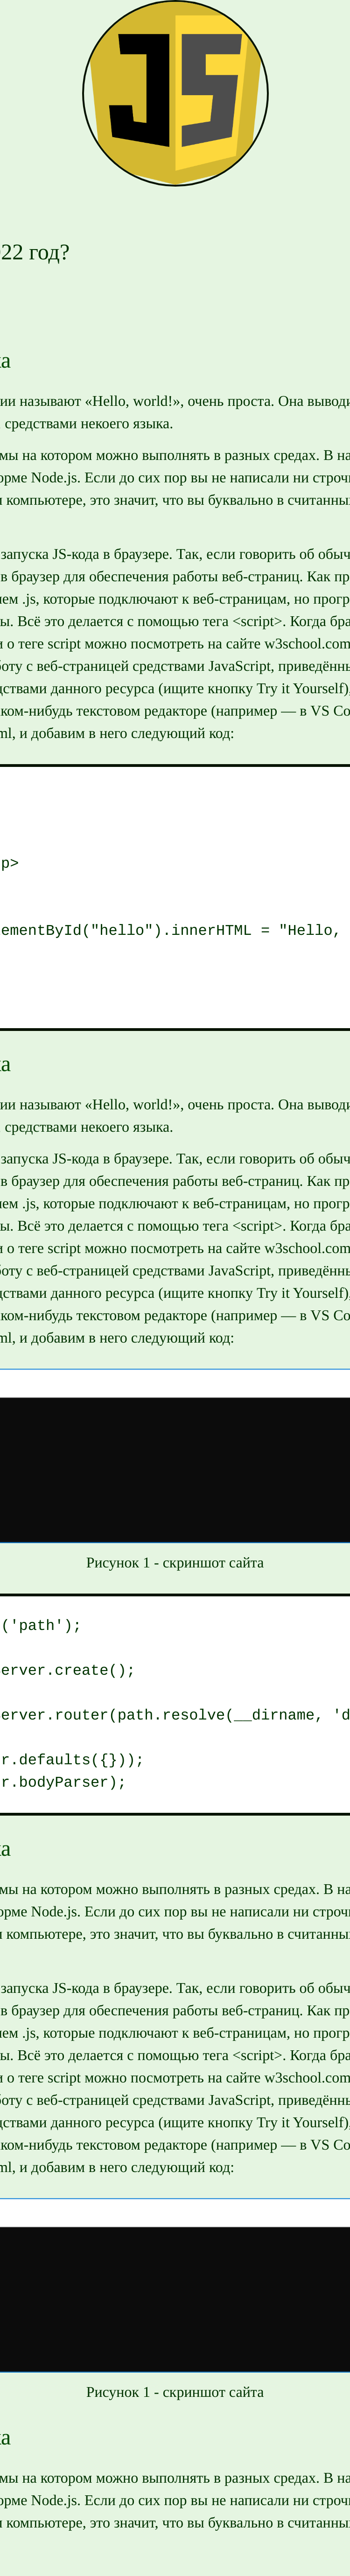 JS
22 год?
ка
ии называют «Hello, world!», очень проста. Она вывод
средствами некоего языка.
мы на котором можно выполнять в разных средах. В на
орме Node.js. Если до сих пор вы не написали ни строч
и компьютере, это значит, что вы буквально в считанны
запуска JS-кода в браузере. Так, если говорить об обыч
в браузер для обеспечения работы веб-страниц. Как пр
ем .js, которые подключают к веб-страницам, но прогр
ы. Всё это делается с помощью тега <script>. Когда бра
и о теге script можно посмотреть на сайте w3school.com
боту с веб-страницей средствами JavaScript, приведённы
дствами данного ресурса (ищите кнопку Try it Yourself)
ком-нибудь текстовом редакторе (например — в VS Co
ml, и добавим в него следующий код:
p>
ementById("hello").innerHTML = "Hello,
ка
ии называют «Hello, world!», очень проста. Она вывод
средствами некоего языка.
запуска JS-кода в браузере. Так, если говорить об обыч
в браузер для обеспечения работы веб-страниц. Как пр
ем .js, которые подключают к веб-страницам, но прогр
ы. Всё это делается с помощью тега <script>. Когда бра
и о теге script можно посмотреть на сайте w3school.com
боту с веб-страницей средствами JavaScript, приведённы
дствами данного ресурса (ищите кнопку Try it Yourself)
ком-нибудь текстовом редакторе (например — в VS Co
ml, и добавим в него следующий код:
Рисунок 1 - скриншот сайта
('path');
erver.create();
erver.router(path.resolve(__dirname, 'd
r.defaults({}));
r.bodyParser);
ка
мы на котором можно выполнять в разных средах. В на
орме Node.js. Если до сих пор вы не написали ни строч
и компьютере, это значит, что вы буквально в считанны
запуска JS-кода в браузере. Так, если говорить об обыч
в браузер для обеспечения работы веб-страниц. Как пр
ем .js, которые подключают к веб-страницам, но прогр
ы. Всё это делается с помощью тега <script>. Когда бра
и о теге script можно посмотреть на сайте w3school.com
боту с веб-страницей средствами JavaScript, приведённы
дствами данного ресурса (ищите кнопку Try it Yourself)
ком-нибудь текстовом редакторе (например — в VS Co
ml, и добавим в него следующий код:
Рисунок 1 - скриншот сайта
ка
мы на котором можно выполнять в разных средах. В на
орме Node.js. Если до сих пор вы не написали ни строч
и компьютере, это значит, что вы буквально в считанны